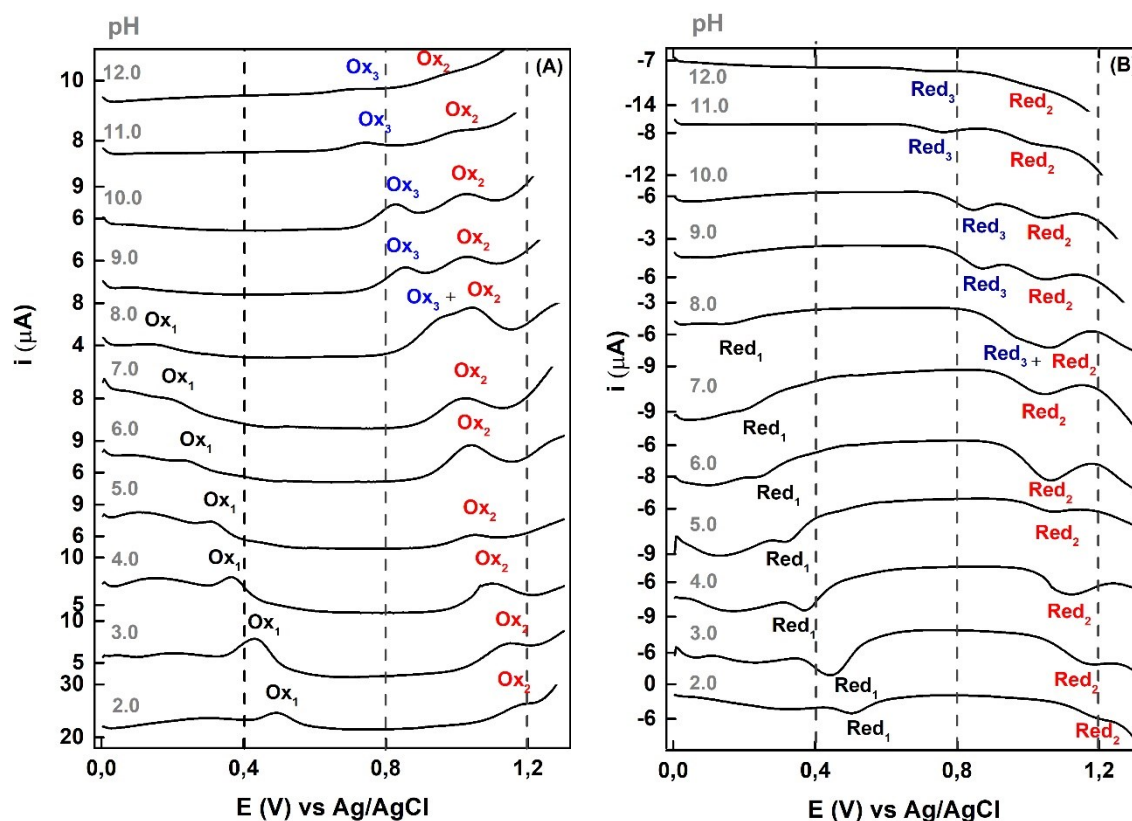 pH
(A)
12.0
Ox3
Ox2
10
11.0
Ox3
Ox2
8
10.0
Ox3
Ox2
9
6
9.0
Ox3
Ox2
6
8.0
Ox1
Ox3 + Ox2
8
4
7.0
Ox1
Ox2
8
6.0
Ox1
Ox2
9
6
5.0
Ox1
Ox2
9
6
4.0
Ox1
Ox2
10
5
3.0
Ox1
Ox2
10
5
2.0
Ox1
Ox2
30
20
i (μA)
0,0 0,4 0,8 1,2
E (V) vs Ag/AgCl
pH
(B)
-7
12.0
Red3
Red2
-14
11.0
-8
Red3
Red2
-12
10.0
-6
Red3
Red2
-3
9.0
-6
Red3
Red2
-3
8.0
-6
Red1
Red3 + Red2
-9
7.0
-9
Red1
Red2
-6
6.0
-8
Red1
Red2
-6
5.0
-9
Red1
Red2
4.0
-6
-9
Red1
Red2
3.0
-6
Red1
Red2
0
2.0
-6
Red1
Red2
i (μA)
0,0 0,4 0,8 1,2
E (V) vs Ag/AgCl